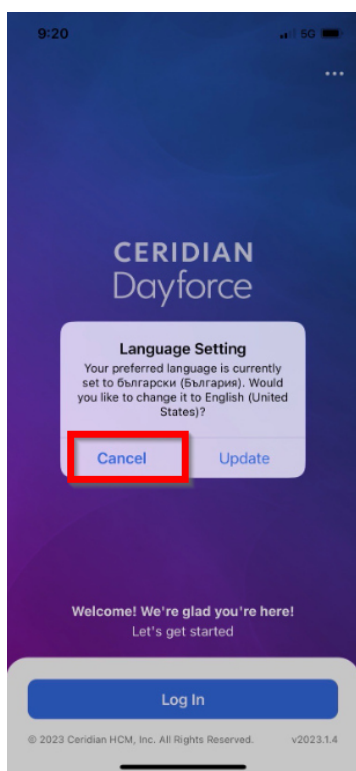 9:20
5G
CERIDIAN
Dayforce
Language Setting
Your preferred language is currently
set to български (България). Would
you like to change it to English (United
States)?
Cancel
Update
Welcome! We're glad you're here!
Let's get started
Log In
© 2023 Ceridian HCM, Inc. All Rights Reserved.
v2023.1.4